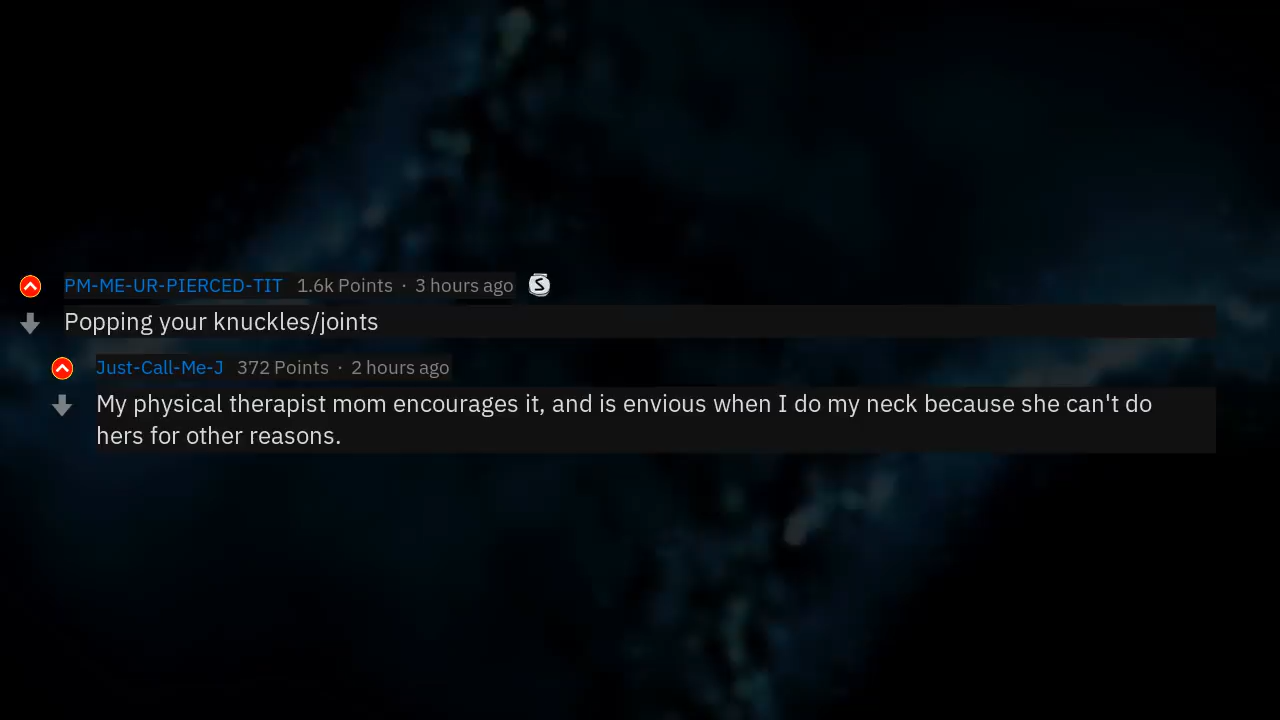 PM-ME-UR-PIERCED-TIT 1.6k Points · 3 hours ago S
Popping your knuckles/joints
Just-Call-Me-J 372 Points · 2 hours ago
My physical therapist mom encourages it, and is envious when I do my neck because she can't do
hers for other reasons.